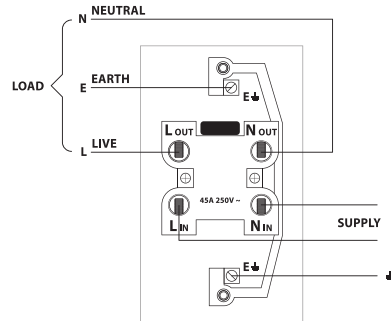 N NEUTRAL
LOAD
E EARTH
E
L OUT N OUT
L LIVE
45A 250V ~
SUPPLY
L IN N IN
E